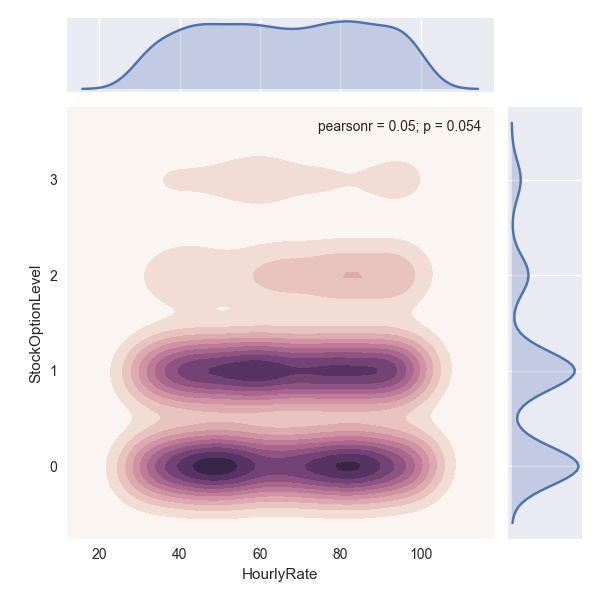 pearsonr = 0.05; p = 0.054
3
2
1
0
StockOptionLevel
20 40 60 80 100
HourlyRate